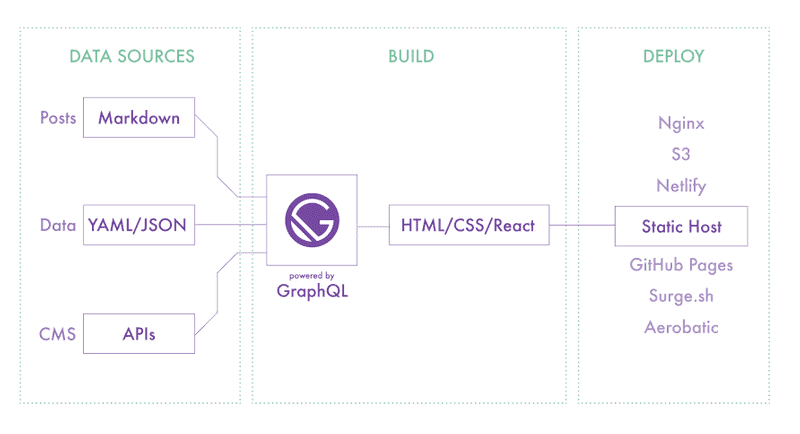 DATA SOURCES
Posts
Markdown
Data
YAML/JSON
CMS
APIs
BUILD
powered by
GraphQL
HTML/CSS/React
DEPLOY
Nginx
S3
Netlify
Static Host
GitHub Pages
Surge.sh
Aerobatic